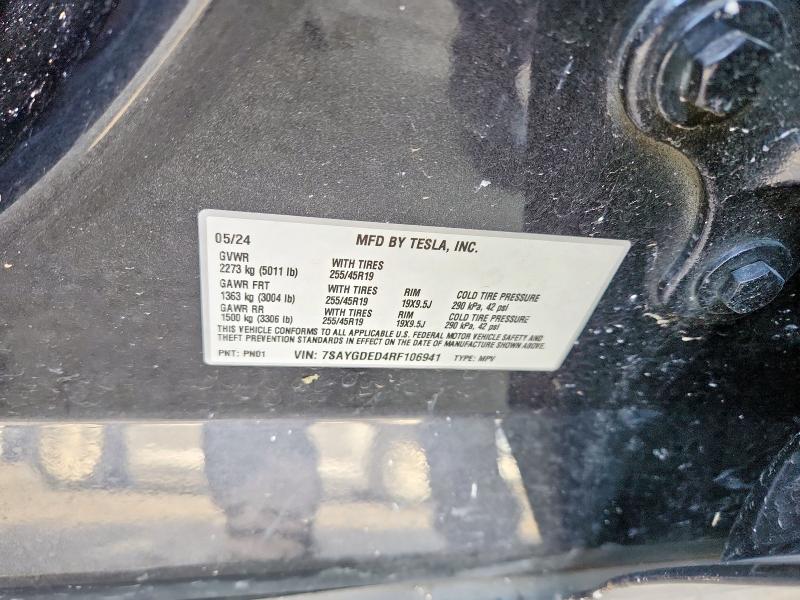 05/24 MFD BY TESLA, INC.
GVWR
2273 kg (5011 lb) WITH TIRES 255/45R19
GAWR FRT
1363 kg (3004 lb) WITH TIRES 255/45R19 RIM 19X9.5J COLD TIRE PRESSURE 290 kPa, 42 psi
GAWR RR
1500 kg (3306 lb) WITH TIRES 255/45R19 RIM 19X9.5J COLD TIRE PRESSURE 290 kPa, 42 psi
THIS VEHICLE CONFORMS TO ALL APPLICABLE U.S. FEDERAL MOTOR VEHICLE SAFETY AND
THEFT PREVENTION STANDARDS IN EFFECT ON THE DATE OF MANUFACTURE SHOWN ABOVE.
PNT: PN01 VIN: 7SAYGDED4RF106941 TYPE: MPV